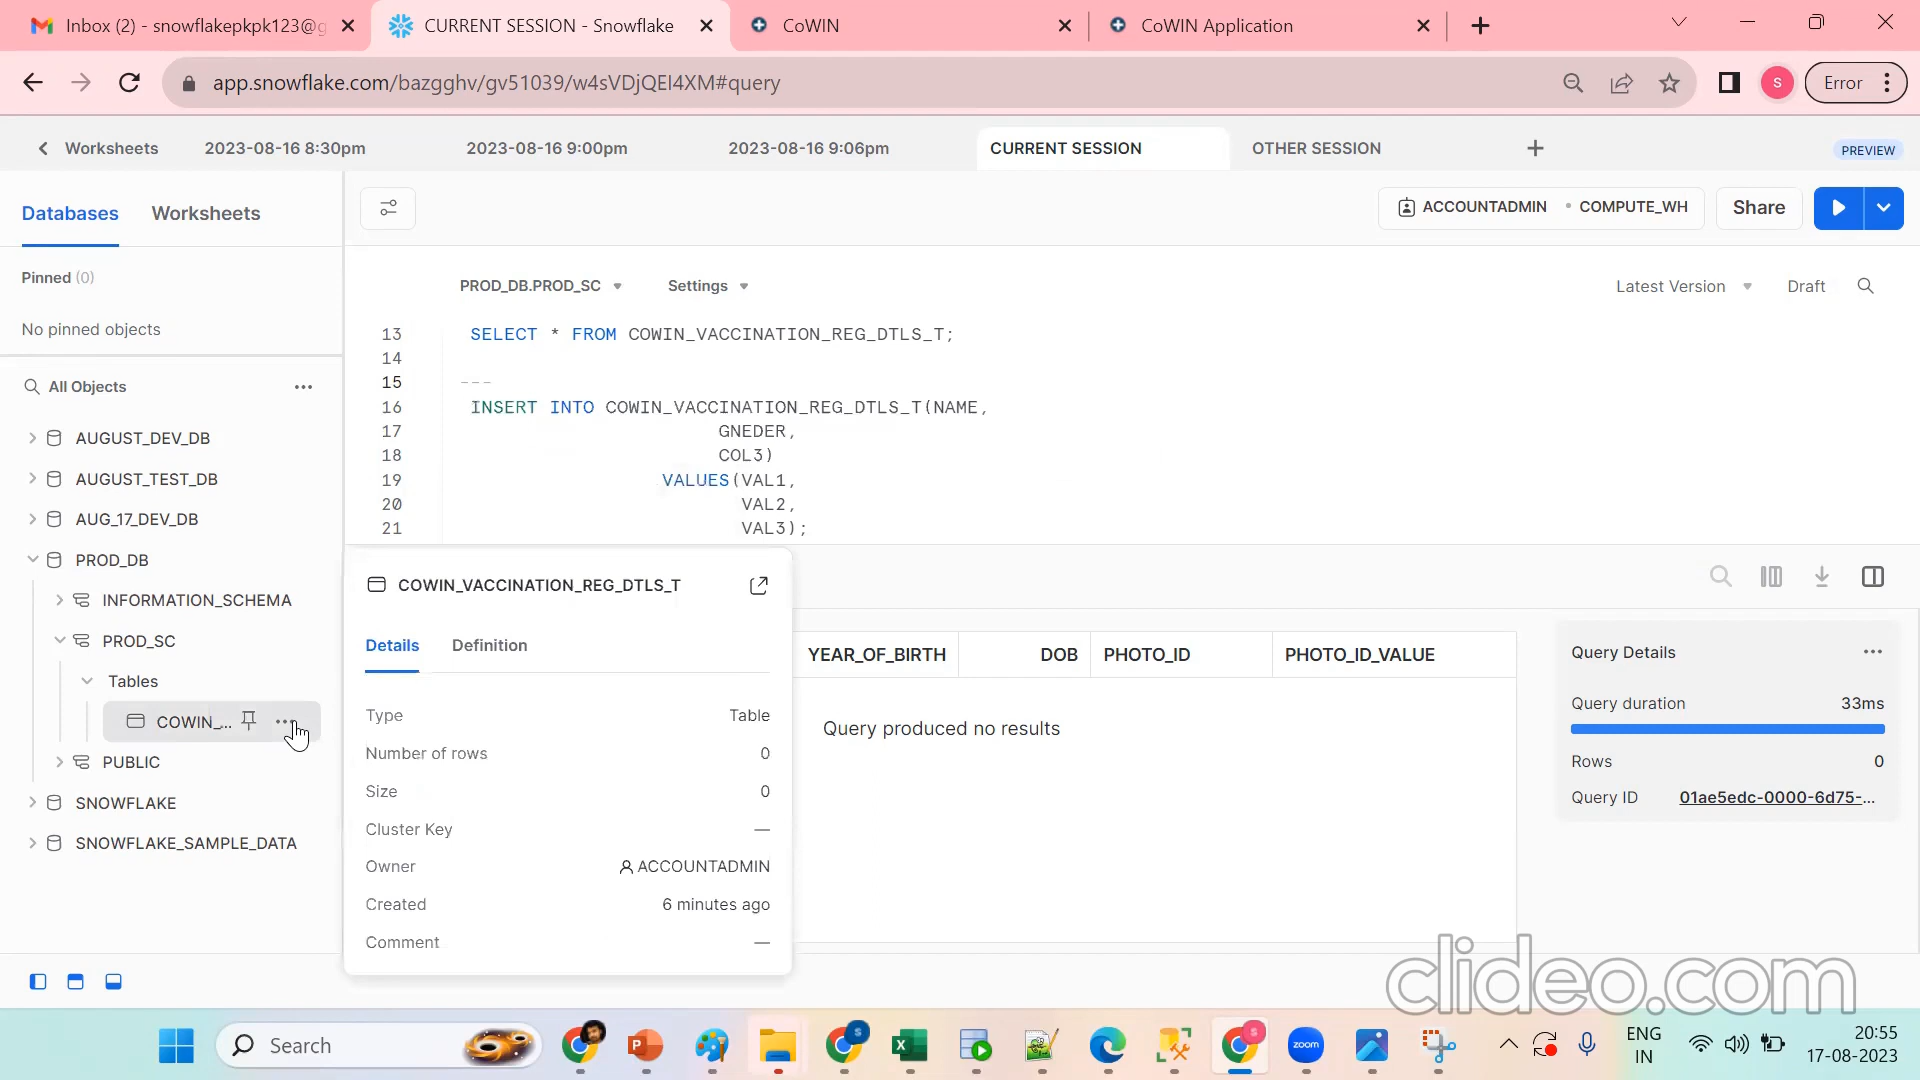 Inbox (2) - snowflakepkpk123@g
CURRENT SESSION - Snowflake
CoWIN
CoWIN Application
app.snowflake.com/bazgghv/gv51039/w4sVDjQEI4XM#query
S
Error
Worksheets
2023-08-16 8:30pm
2023-08-16 9:00pm
2023-08-16 9:06pm
CURRENT SESSION
OTHER SESSION
PREVIEW
Databases
Worksheets
ACCOUNTADMIN
COMPUTE_WH
Share
Pinned (0)
No pinned objects
PROD_DB.PROD_SC
Settings
Latest Version
Draft
13 SELECT * FROM COWIN_VACCINATION_REG_DTLS_T;
14
15 ---
16 INSERT INTO COWIN_VACCINATION_REG_DTLS_T(NAME,
17 GNEDER,
18 COL3)
19 VALUES(VAL1,
20 VAL2,
21 VAL3);
All Objects
AUGUST_DEV_DB
AUGUST_TEST_DB
AUG_17_DEV_DB
PROD_DB
INFORMATION_SCHEMA
PROD_SC
Tables
COWIN_...
PUBLIC
SNOWFLAKE
SNOWFLAKE_SAMPLE_DATA
COWIN_VACCINATION_REG_DTLS_T
Details
Definition
Type Table
Number of rows 0
Size 0
Cluster Key —
Owner ACCOUNTADMIN
Created 6 minutes ago
Comment —
YEAR_OF_BIRTH
DOB
PHOTO_ID
PHOTO_ID_VALUE
Query produced no results
Query Details
Query duration 33ms
Rows 0
Query ID 01ae5edc-0000-6d75-...
clideo.com
Search
S
P
S
zoom
ENG
IN
20:55
17-08-2023